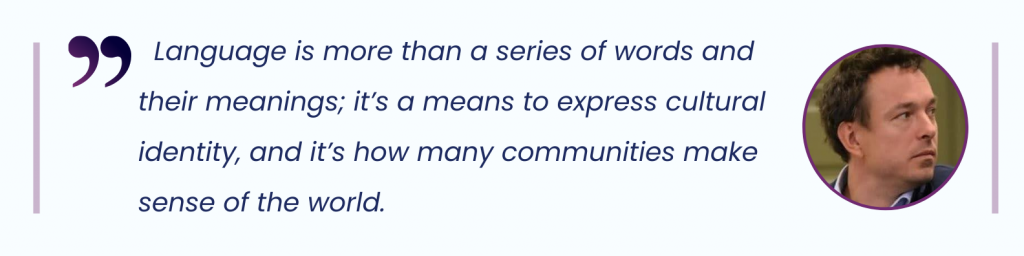 Language is more than a series of words and
their meanings; it’s a means to express cultural
identity, and it’s how many communities make
sense of the world.